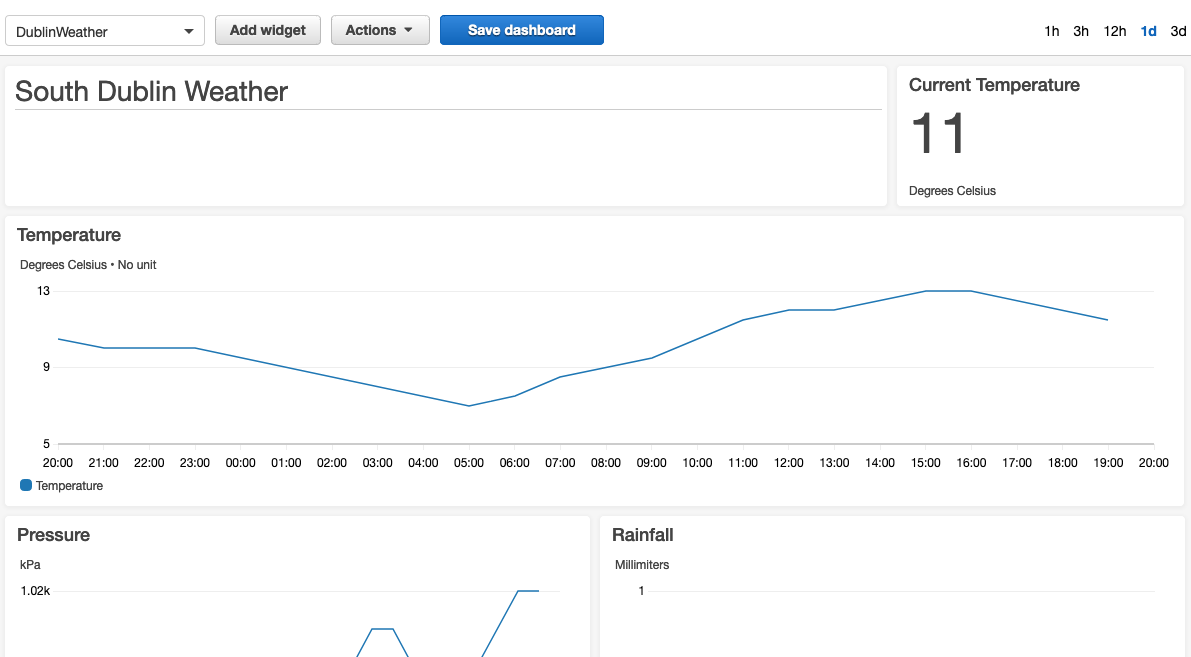 DubinWeather Add widget Actions Save dashboard 1h 3h 12h 1d 3d
South Dublin Weather
Current Temperature
11
Degrees Celsius
Temperature
Degrees Celsius • No unit
13
9
5
20:00 21:00 22:00 23:00 00:00 01:00 02:00 03:00 04:00 05:00 06:00 07:00 08:00 09:00 10:00 11:00 12:00 13:00 14:00 15:00 16:00 17:00 18:00 19:00 20:00
Temperature
Pressure
kPa
1.02k
Rainfall
Millimiters
1